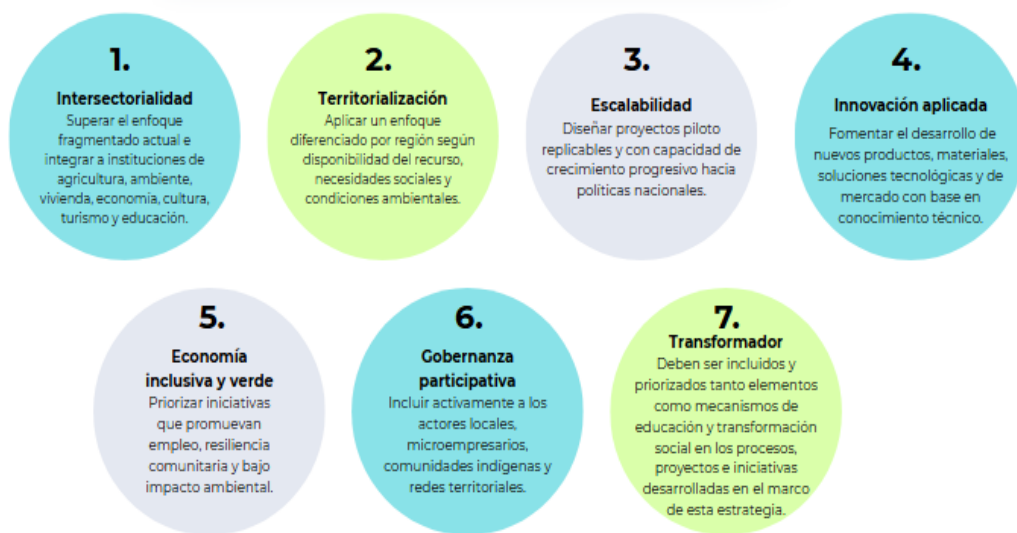 1.
Intersectorialidad
Superar el enfoque
fragmentado actual e
integrar a instituciones de
agricultura, ambiente,
vivienda, economía, cultura,
turismo y educación.
2.
Territorialización
Aplicar un enfoque
diferenciado por región según
disponibilidad del recurso,
necesidades sociales y
condiciones ambientales.
3.
Escalabilidad
Diseñar proyectos piloto
replicables y con capacidad de
crecimiento progresivo hacia
políticas nacionales.
4.
Innovación aplicada
Fomentar el desarrollo de
nuevos productos, materiales,
soluciones tecnológicas y de
mercado con base en
conocimiento técnico.
5.
Economía
inclusiva y verde
Priorizar iniciativas
que promuevan
empleo, resiliencia
comunitaria y bajo
impacto ambiental.
6.
Gobernanza
participativa
Incluir activamente a los
actores locales,
microempresarios,
comunidades indígenas y
redes territoriales.
7.
Transformador
Deben ser incluidos y
priorizados tanto elementos
como mecanismos de
educación y transformación
social en los procesos,
proyectos e iniciativas
desarrolladas en el marco
de esta estrategia.